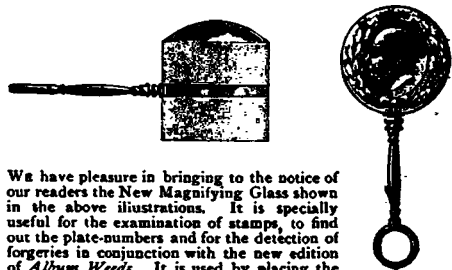 WE have pleasure in bringing to the notice of
our readers the New Magnifying Glass shown
in the above illustrations. It is specially
useful for the examination of stamps, to find
out the plate-numbers and for the detection of
forgeries in conjunction with the new edition
of Album Weeds. It is used by placing the